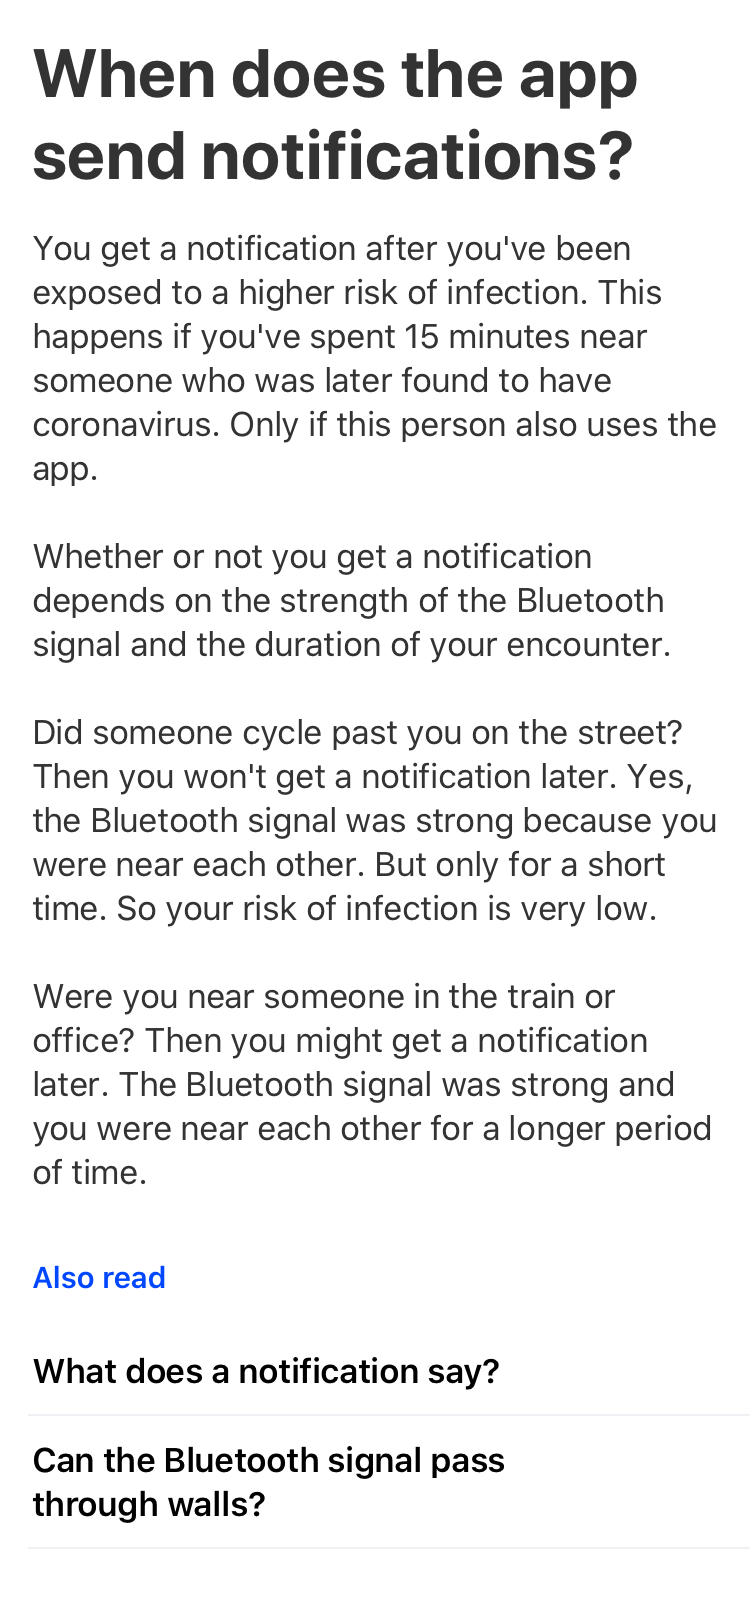 When does the app
send notifications?
You get a notification after you've been
exposed to a higher risk of infection. This
happens if you've spent 15 minutes near
someone who was later found to have
coronavirus. Only if this person also uses the
app.
Whether or not you get a notification
depends on the strength of the Bluetooth
signal and the duration of your encounter.
Did someone cycle past you on the street?
Then you won't get a notification later. Yes,
the Bluetooth signal was strong because you
were near each other. But only for a short
time. So your risk of infection is very low.
Were you near someone in the train or
office? Then you might get a notification
later. The Bluetooth signal was strong and
you were near each other for a longer period
of time.
Also read
What does a notification say?
Can the Bluetooth signal pass
through walls?